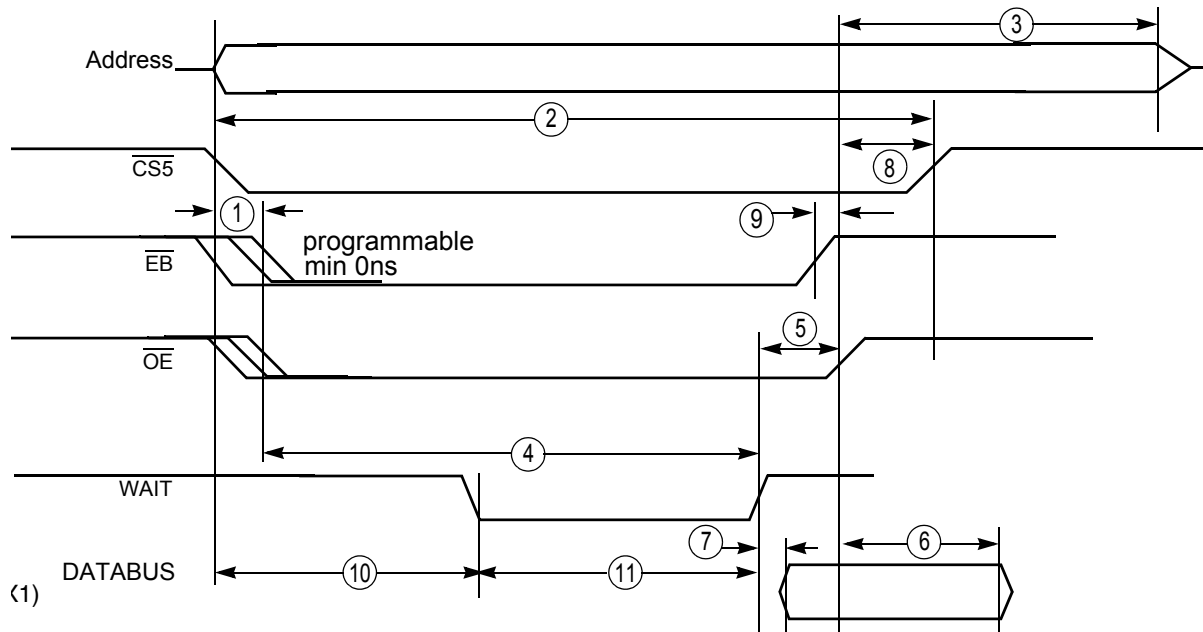 3
Address
2
CS5
8
1
9
programmable
EB
min 0ns
5
OE
4
WAIT
7
6
DATABUS
10
11
X1)